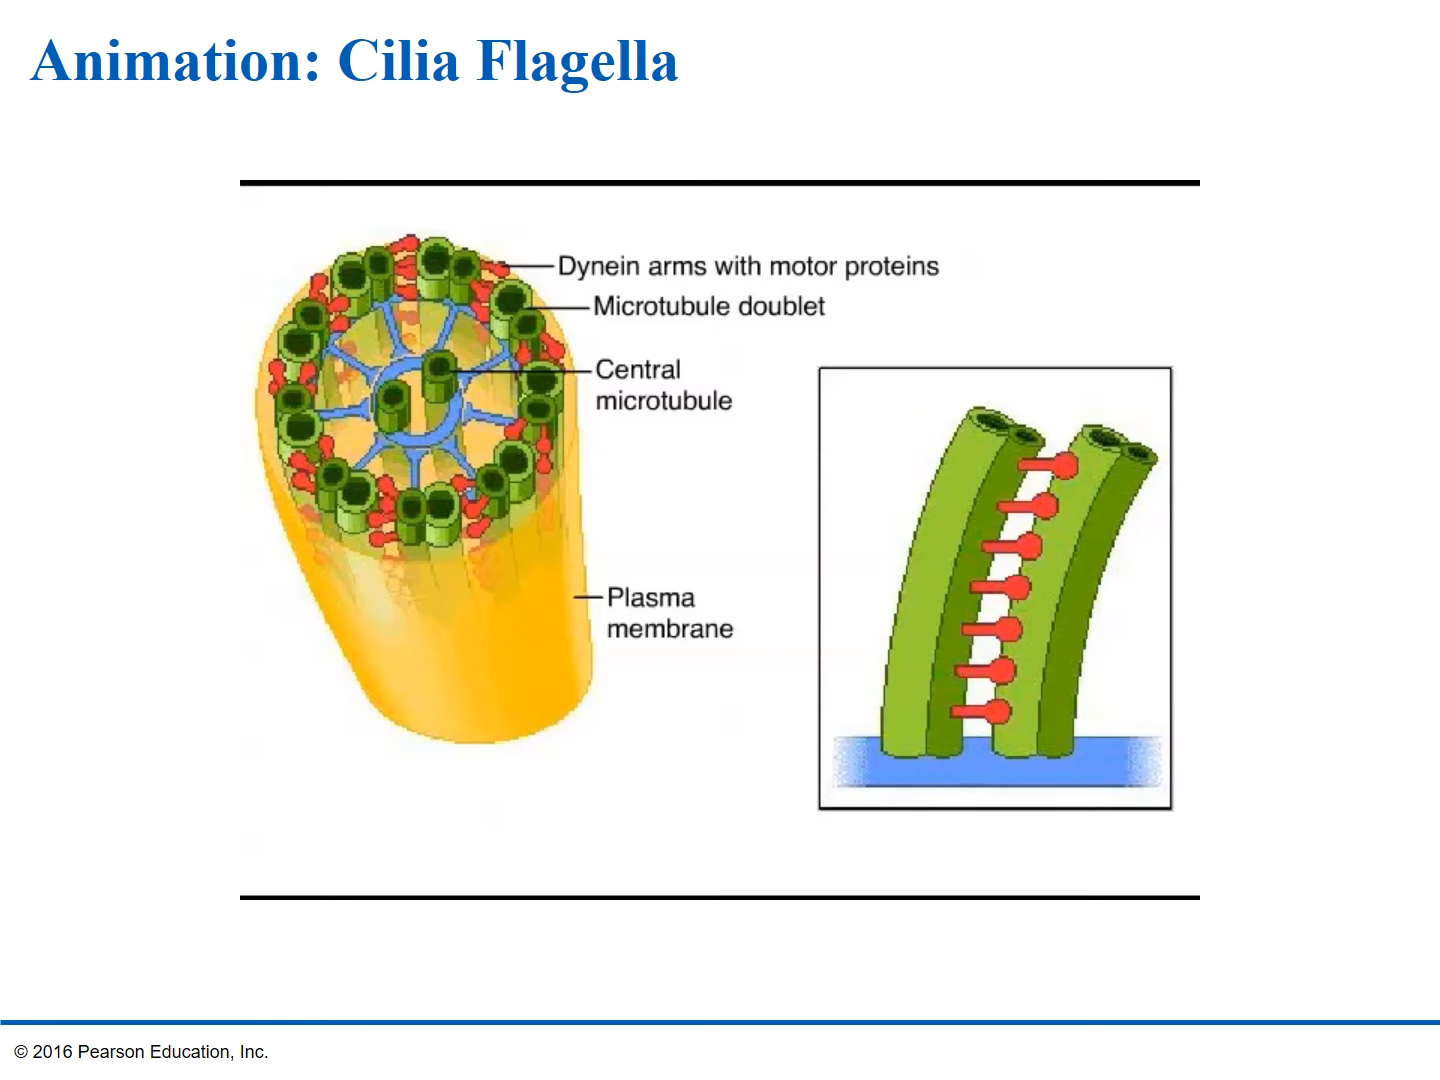 Animation: Cilia Flagella
Dynein arms with motor proteins
Microtubule doublet
Central
microtubule
Plasma
membrane
© 2016 Pearson Education, Inc.